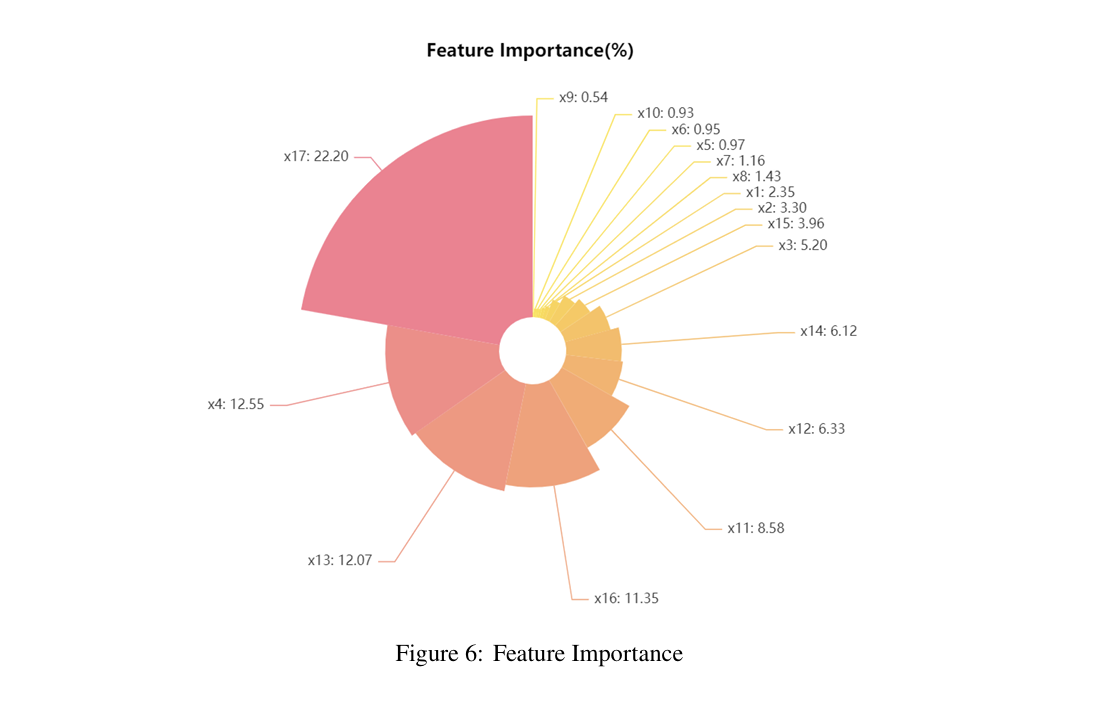 Feature Importance(%)
x9: 0.54
x10: 0.93
x6: 0.95
x5: 0.97
x7: 1.16
x8: 1.43
x1: 2.35
x2: 3.30
x15: 3.96
x3: 5.20
x14: 6.12
x12: 6.33
x11: 8.58
x16: 11.35
x13: 12.07
x4: 12.55
x17: 22.20
Figure 6: Feature Importance